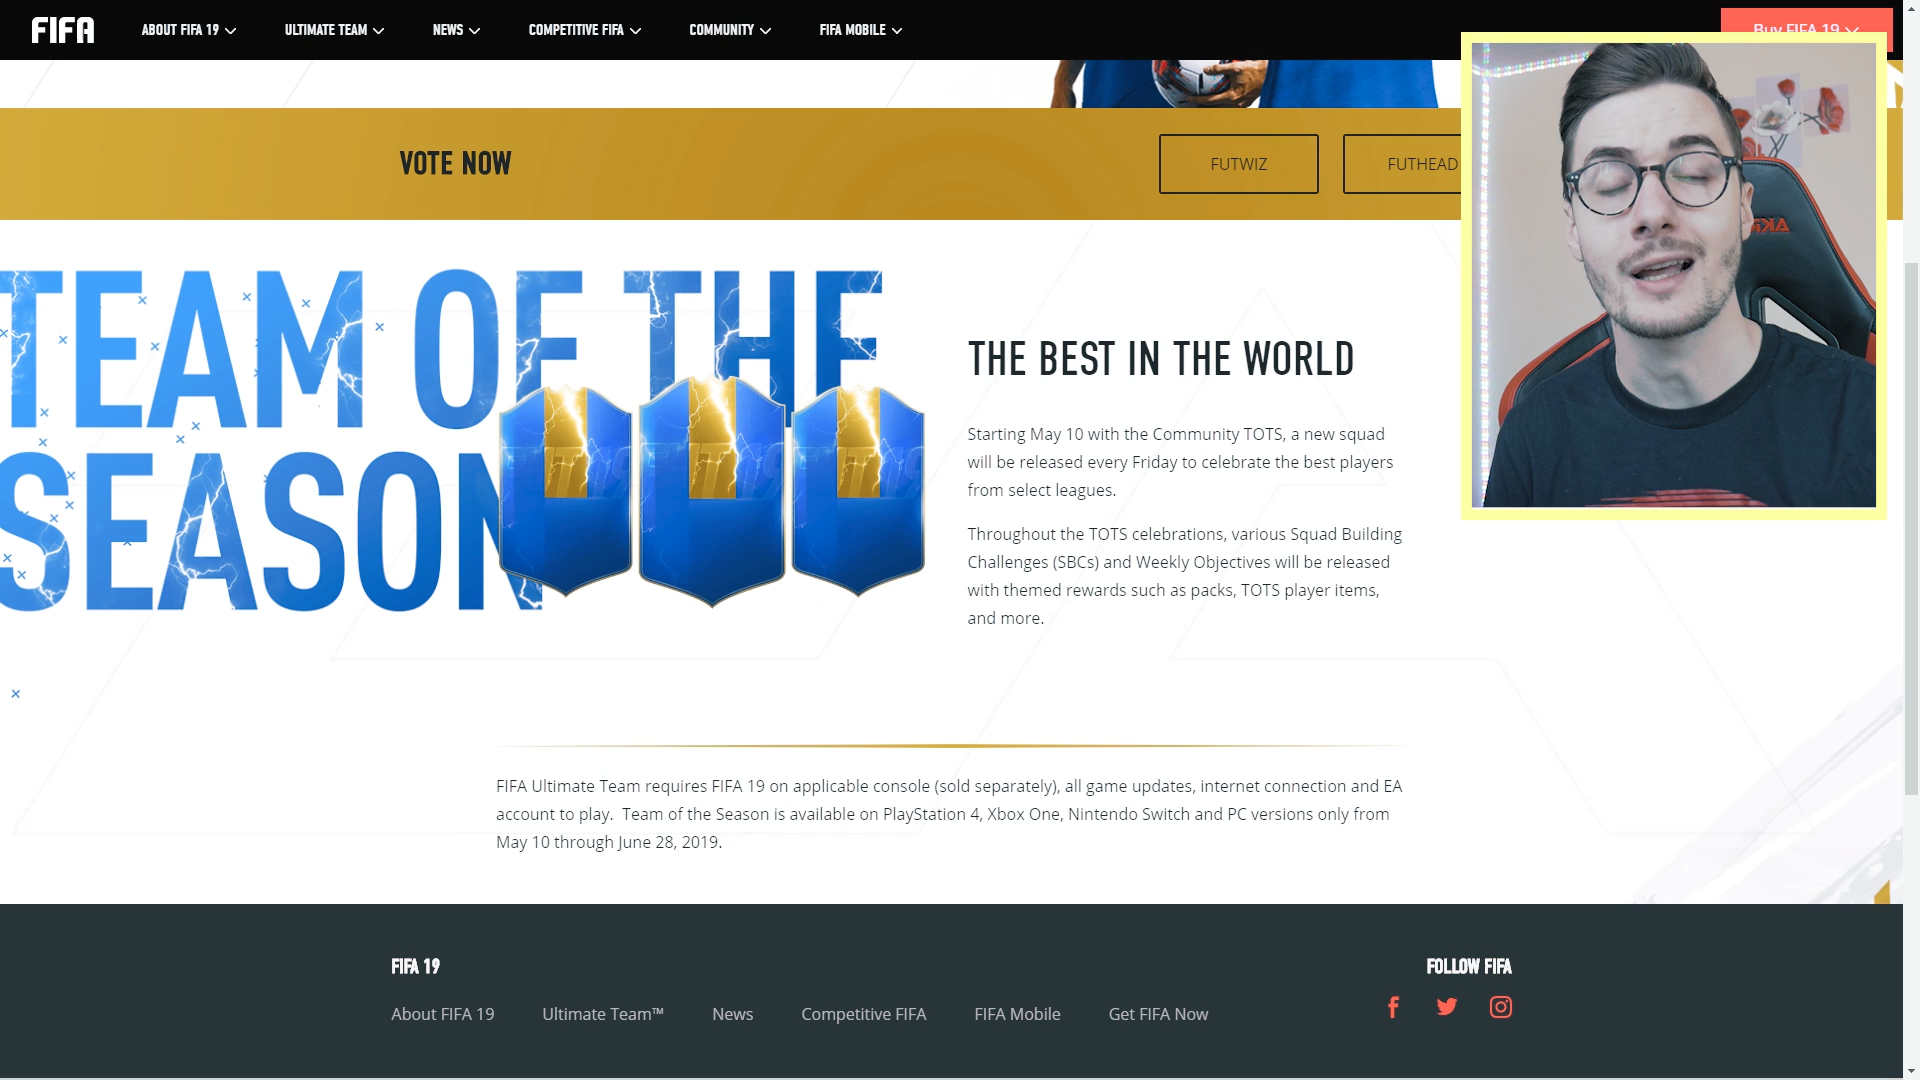 FIFA
ABOUT FIFA 19
ULTIMATE TEAM
NEWS
COMPETITIVE FIFA
COMMUNITY
FIFA MOBILE
Buy FIFA 19
VOTE NOW
FUTWIZ
FUTHEAD
TEAM OF THE
SEASON
THE BEST IN THE WORLD
Starting May 10 with the Community TOTS, a new squad
will be released every Friday to celebrate the best players
from select leagues.
Throughout the TOTS celebrations, various Squad Building
Challenges (SBCs) and Weekly Objectives will be released
with themed rewards such as packs, TOTS player items,
and more.
FIFA Ultimate Team requires FIFA 19 on applicable console (sold separately), all game updates, internet connection and EA
account to play. Team of the Season is available on PlayStation 4, Xbox One, Nintendo Switch and PC versions only from
May 10 through June 28, 2019.
FIFA 19
FOLLOW FIFA
About FIFA 19
Ultimate Team™
News
Competitive FIFA
FIFA Mobile
Get FIFA Now